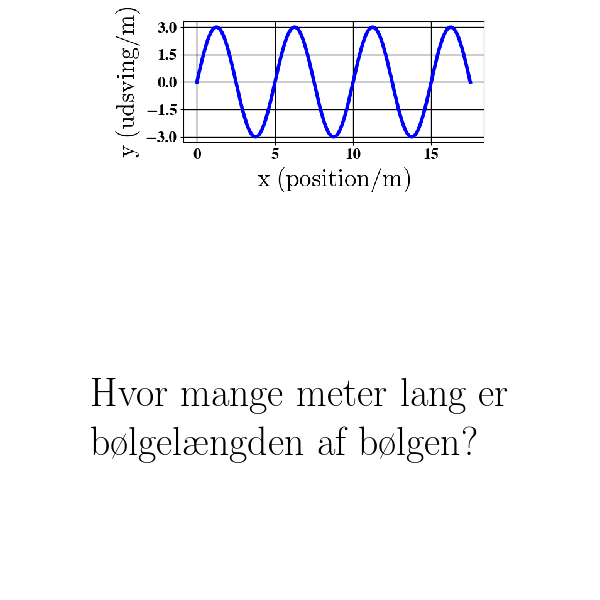 y (udsving/m)
3.0
1.5
0.0
−1.5
−3.0
0 5 10 15
x (position/m)
Hvor mange meter lang er
bølgelængden af bølgen?